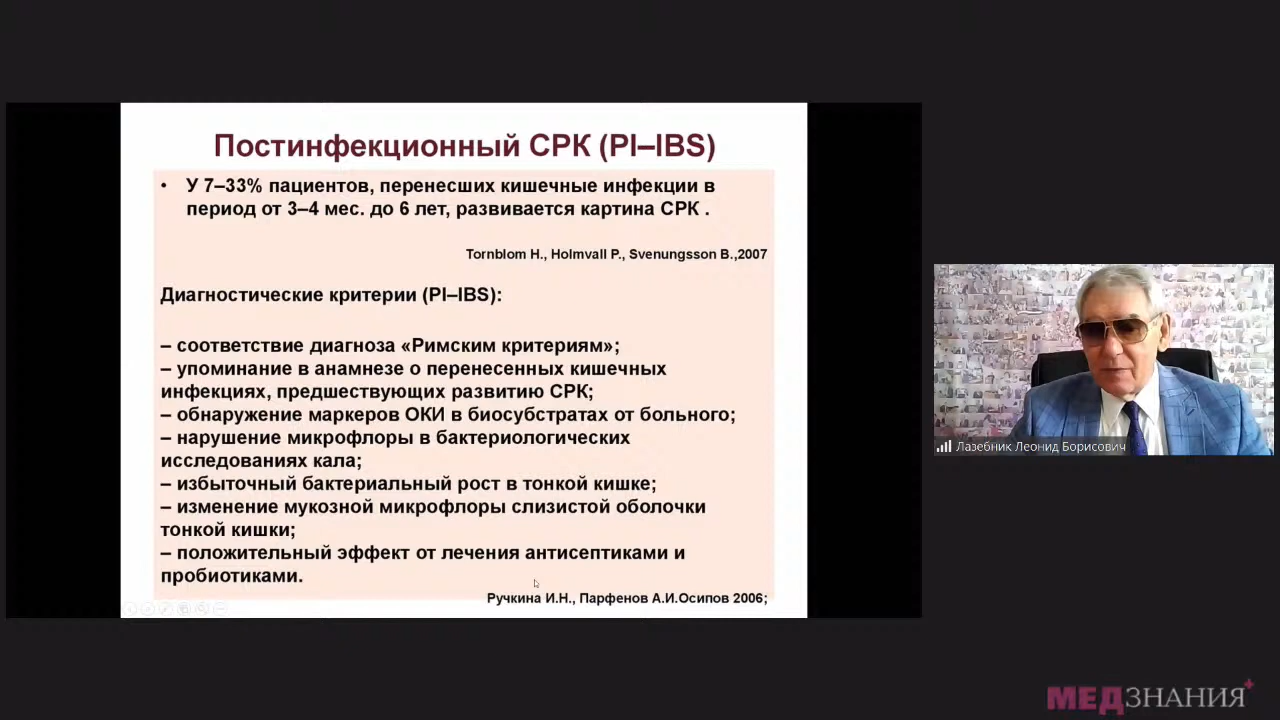 Постинфекционный СРК (PI–IBS)
• У 7–33% пациентов, перенесших кишечные инфекции в
период от 3–4 мес. до 6 лет, развивается картина СРК .
Tornblom H., Holmvall P., Svenungsson B.,2007
Диагностические критерии (PI–IBS):
– соответствие диагноза «Римским критериям»;
– упоминание в анамнезе о перенесенных кишечных
инфекциях, предшествующих развитию СРК;
– обнаружение маркеров ОКИ в биосубстратах от больного;
– нарушение микрофлоры в бактериологических
исследованиях кала;
– избыточный бактериальный рост в тонкой кишке;
– изменение мукозной микрофлоры слизистой оболочки
тонкой кишки;
– положительный эффект от лечения антисептиками и
пробиотиками.
Ручкина И.Н., Парфенов А.И.Осипов 2006;
Лазебник Леонид Борисович
МЕДЗНАНИЯ+